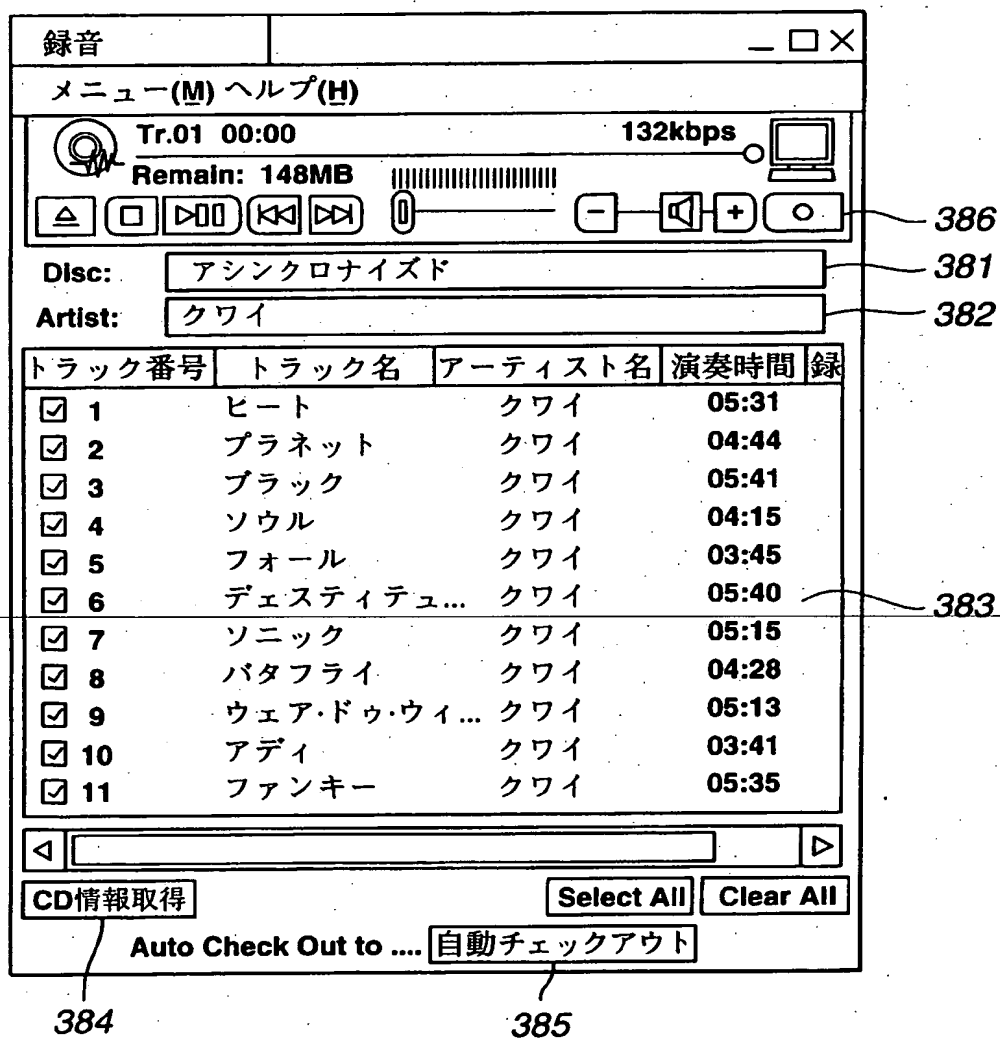 録音
メニュー(M) ヘルプ(H)
Tr.01 00:00 132kbps
Remain: 148MB
386
Disc: アシンクロナイズド 381
Artist: クワイ 382
トラック番号 トラック名 アーティスト名 演奏時間 録
1 ヒート クワイ 05:31
2 プラネット クワイ 04:44
3 ブラック クワイ 05:41
4 ソウル クワイ 04:15
5 フォール クワイ 03:45
6 デェスティテュ... クワイ 05:40 383
7 ソニック クワイ 05:15
8 バタフライ クワイ 04:28
9 ウェア・ドゥ・ウィ... クワイ 05:13
10 アディ クワイ 03:41
11 ファンキー クワイ 05:35
CD情報取得 Select All Clear All
Auto Check Out to .... 自動チェックアウト
384 385